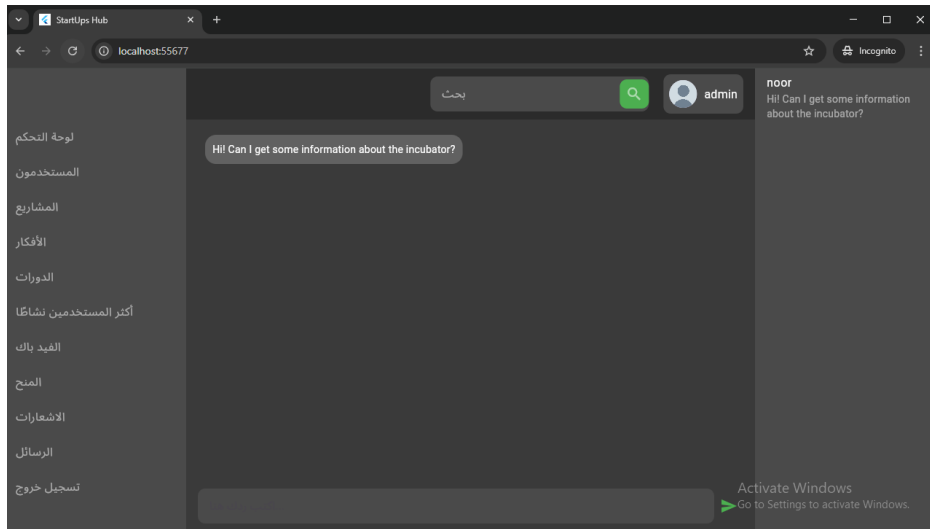 StartUps Hub
localhost:55677
Incognito
بحث
admin
noor
Hi! Can I get some information
about the incubator?
لوحة التحكم
المستخدمون
المشاريع
الأفكار
الدورات
أكثر المستخدمين نشاطًا
الفيد باك
المنح
الاشعارات
الرسائل
تسجيل خروج
Hi! Can I get some information about the incubator?
Activate Windows
Go to Settings to activate Windows.